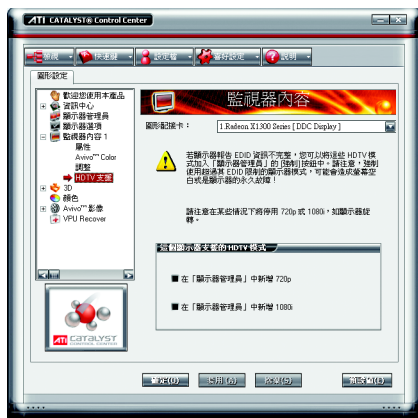 ATI CATALYST® Control Center
檢視
快速鍵
設定檔
喜好設定
說明
圖形設定
歡迎您使用本產品
資訊中心
顯示器管理員
顯示器選項
監視器內容 1
屬性
Avivo™ Color
調整
HDTV 支援
3D
顏色
Avivo™ 影像
VPU Recover
監視器內容
圖形配接卡：
1.Radeon X1300 Series [ DDC Display ]
若顯示器報告 EDID 資訊不完整，您可以將這些 HDTV 模
式加入「顯示器管理員」的 [強制] 按鈕中。請注意，強制
使用超過其 EDID 限制的顯示器模式，可能會造成螢幕空
白或是顯示器的永久故障！
請注意在某些情況下將停用 720p 或 1080i，如顯示器旋
轉。
這個顯示器支援的 HDTV 模式
在「顯示器管理員」中新增 720p
在「顯示器管理員」中新增 1080i
ATI CATALYST
CONTROL CENTER
確定(O)
套用 (A)